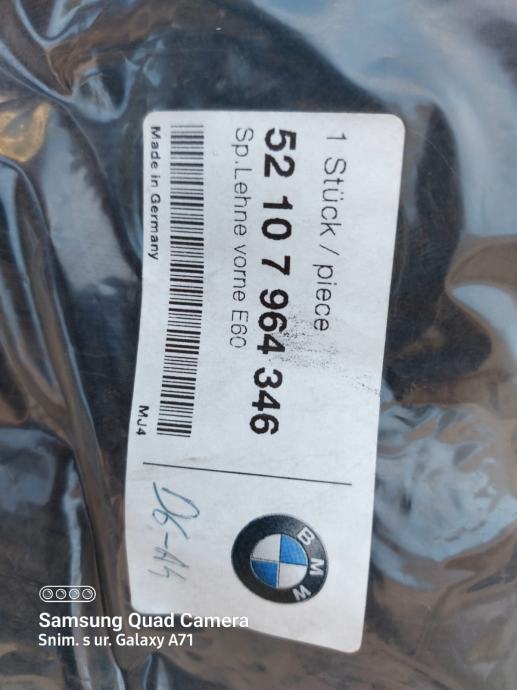 1 Stück / piece
52 10 7 964 346
Sp.Lehne vorne E60
Made in Germany
MJ4
BMW
Samsung Quad Camera
Snim. s ur. Galaxy A71